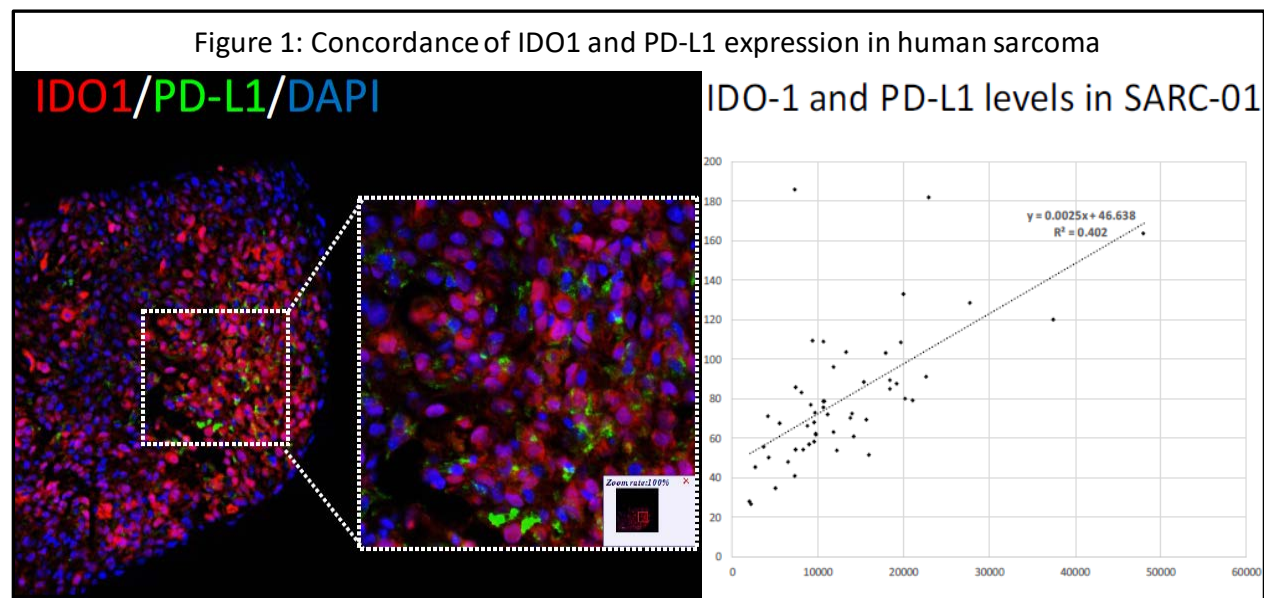 Figure 1: Concordance of IDO1 and PD-L1 expression in human sarcoma
IDO1/PD-L1/DAPI
Zoom rate:100%
IDO-1 and PD-L1 levels in SARC-01
y = 0.0025x + 46.638
R² = 0.402
200
180
160
140
120
100
80
60
40
20
0
0 10000 20000 30000 40000 50000 60000